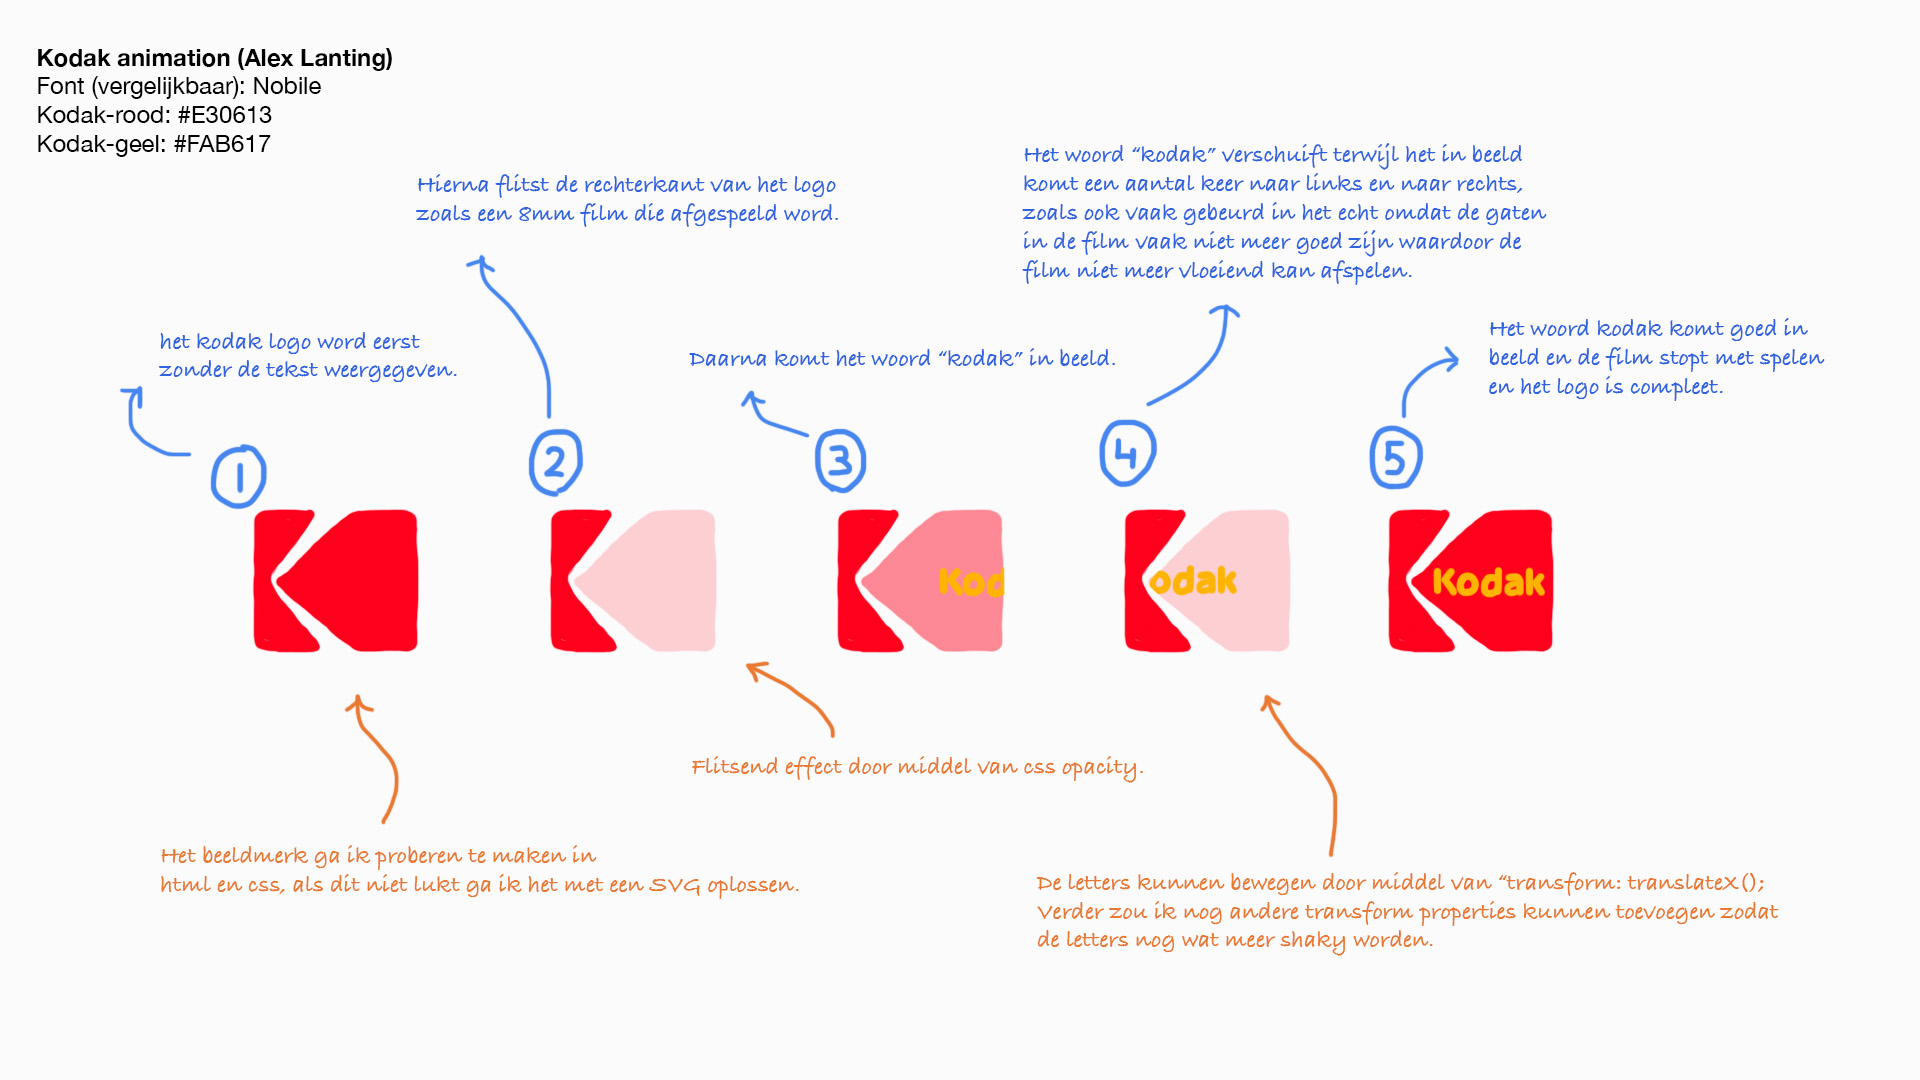 Kodak animation (Alex Lanting)
Font (vergelijkbaar): Nobile
Kodak-rood: #E30613
Kodak-geel: #FAB617
het kodak logo word eerst
zonder de tekst weergegeven.
1
Hierna flitst de rechterkant van het logo
zoals een 8mm film die afgespeeld word.
2
Daarna komt het woord “kodak” in beeld.
3
Het woord “kodak” verschuift terwijl het in beeld
komt een aantal keer naar links en naar rechts,
zoals ook vaak gebeurd in het echt omdat de gaten
in de film vaak niet meer goed zijn waardoor de
film niet meer vloeiend kan afspelen.
4
Het woord kodak komt goed in
beeld en de film stopt met spelen
en het logo is compleet.
5
Kod
odak
Kodak
Het beeldmerk ga ik proberen te maken in
html en css, als dit niet lukt ga ik het met een SVG oplossen.
Flitsend effect door middel van css opacity.
De letters kunnen bewegen door middel van “transform: translateX();
Verder zou ik nog andere transform properties kunnen toevoegen zodat
de letters nog wat meer shaky worden.